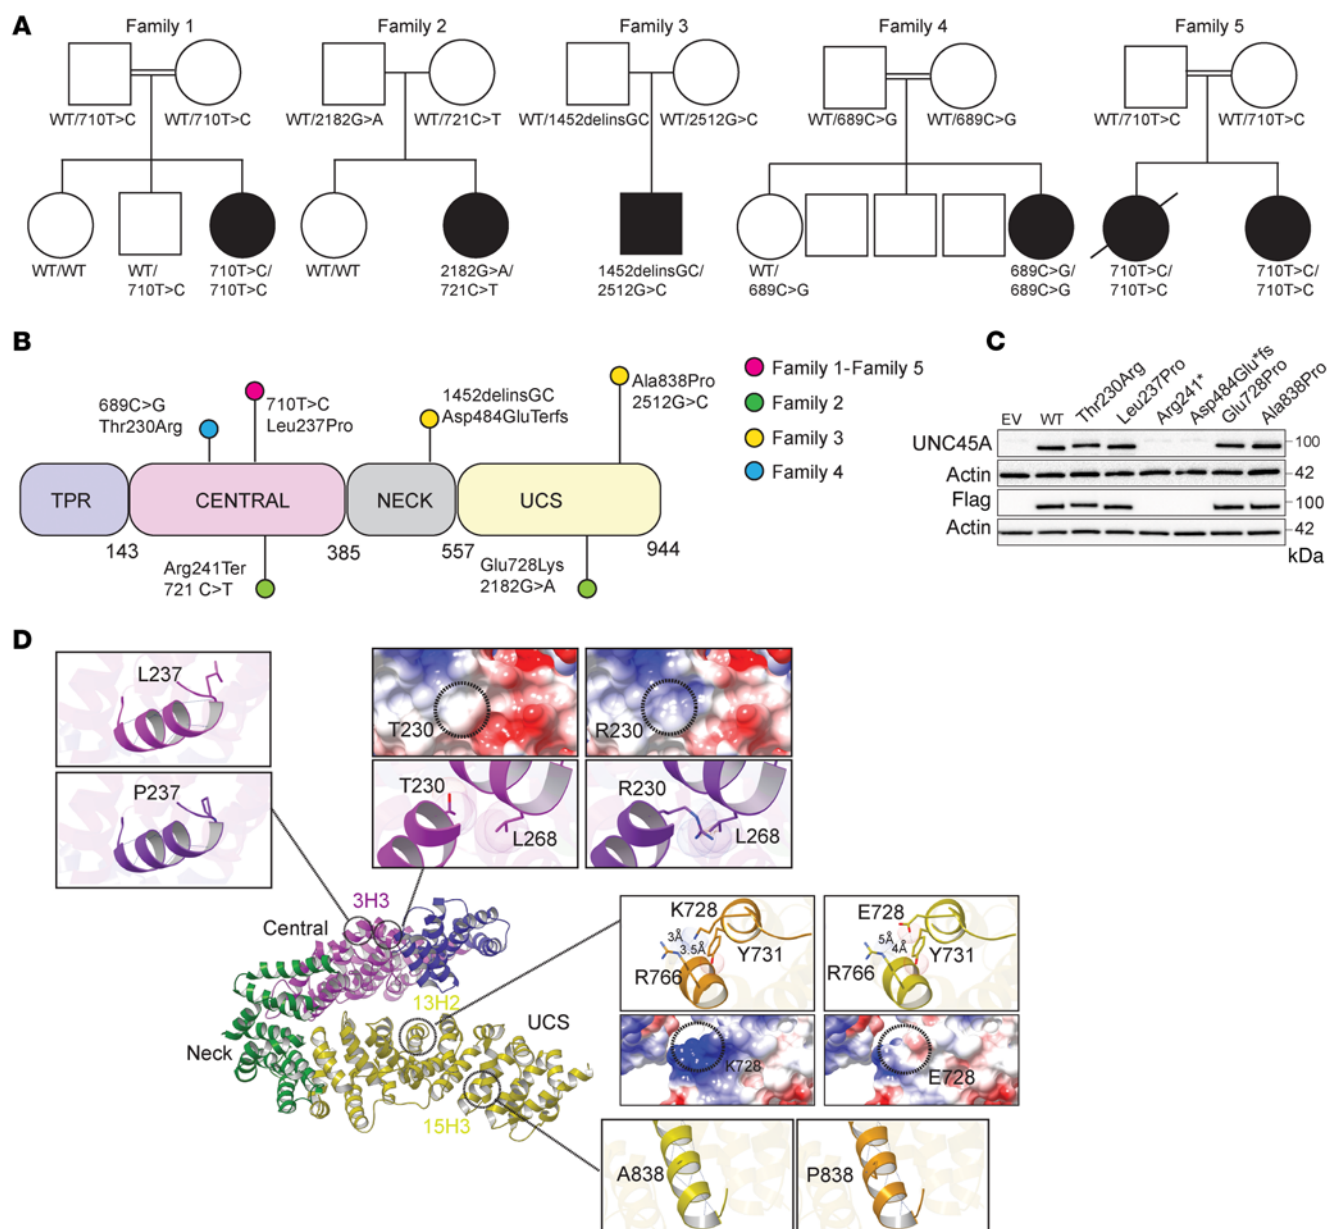 A
Family 1
Family 2
Family 3
Family 4
Family 5
WT/710T>C
WT/710T>C
WT/2182G>A
WT/721C>T
WT/1452delinsGC
WT/2512G>C
WT/689C>G
WT/689C>G
WT/710T>C
WT/710T>C
WT/WT
WT/
710T>C
710T>C/
710T>C
WT/WT
2182G>A/
721C>T
1452delinsGC/
2512G>C
WT/
689C>G
689C>G/
689C>G
710T>C/
710T>C
710T>C/
710T>C
B
689C>G
Thr230Arg
710T>C
Leu237Pro
1452delinsGC
Asp484GluTerfs
Ala838Pro
2512G>C
Family 1-Family 5
Family 2
Family 3
Family 4
TPR
CENTRAL
NECK
UCS
143
385
557
944
Arg241Ter
721 C>T
Glu728Lys
2182G>A
C
EV
WT
Thr230Arg
Leu237Pro
Arg241*
Asp484Glu*fs
Glu728Pro
Ala838Pro
UNC45A
100
Actin
42
Flag
100
Actin
42
kDa
D
L237
P237
T230
R230
T230
L268
R230
L268
3H3
Central
Neck
13H2
UCS
15H3
K728
3Å
3.5Å
Y731
R766
E728
5Å
4Å
Y731
R766
K728
E728
A838
P838